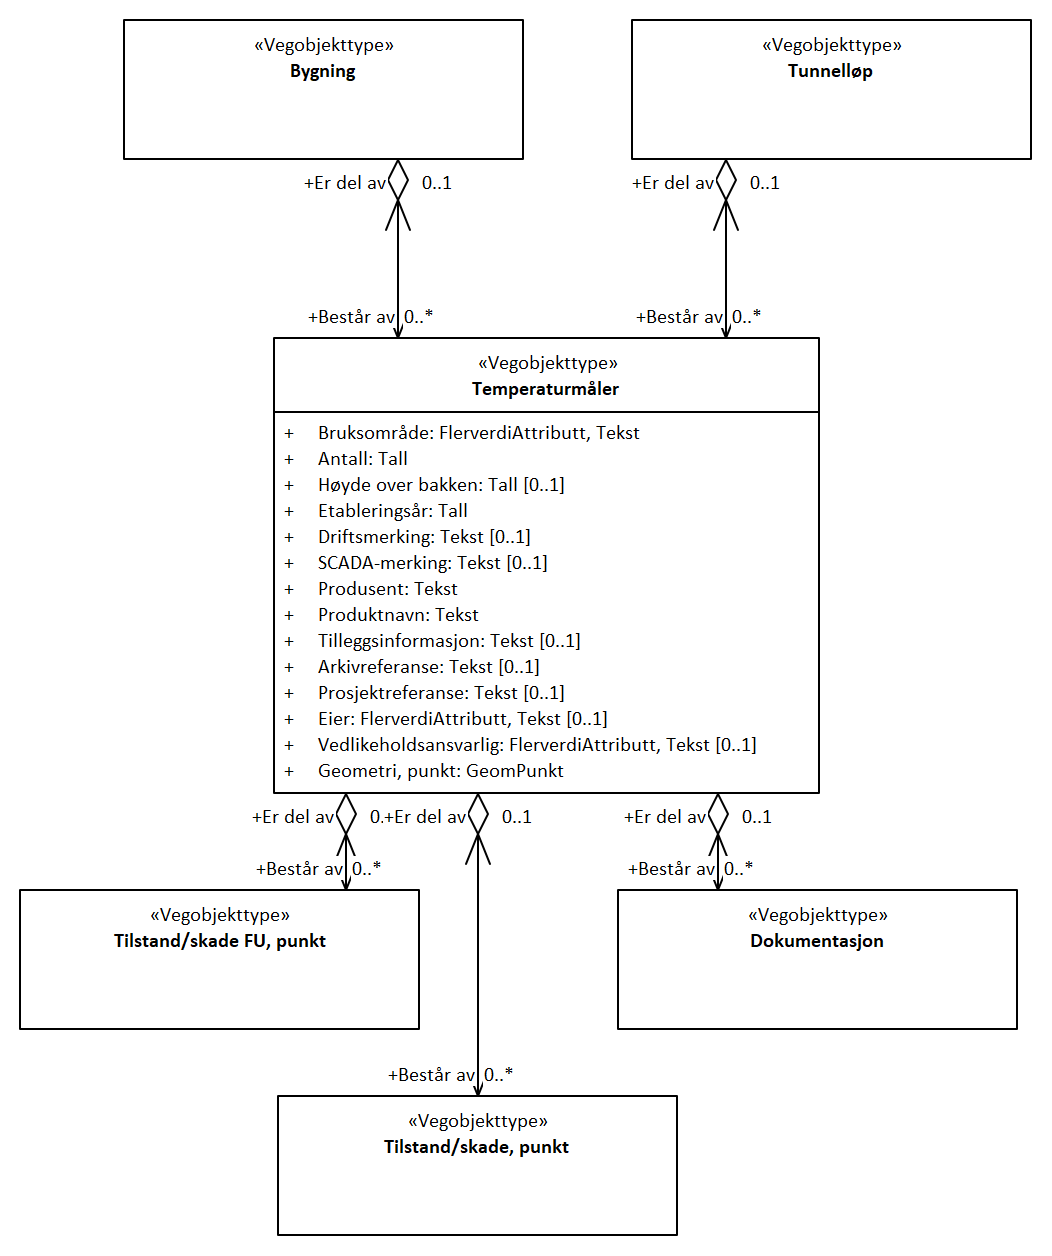 «Vegobjekttype»
Bygning
«Vegobjekttype»
Tunnelløp
+Er del av 0..1
+Er del av 0..1
+Består av 0..*
+Består av 0..*
«Vegobjekttype»
Temperaturmåler
+ Bruksområde: FlerverdiAttributt, Tekst
+ Antall: Tall
+ Høyde over bakken: Tall [0..1]
+ Etableringsår: Tall
+ Driftsmerking: Tekst [0..1]
+ SCADA-merking: Tekst [0..1]
+ Produsent: Tekst
+ Produktnavn: Tekst
+ Tilleggsinformasjon: Tekst [0..1]
+ Arkivreferanse: Tekst [0..1]
+ Prosjektreferanse: Tekst [0..1]
+ Eier: FlerverdiAttributt, Tekst [0..1]
+ Vedlikeholdsansvarlig: FlerverdiAttributt, Tekst [0..1]
+ Geometri, punkt: GeomPunkt
+Er del av 0.
+Er del av 0..1
+Er del av 0..1
+Består av 0..*
+Består av 0..*
«Vegobjekttype»
Tilstand/skade FU, punkt
«Vegobjekttype»
Dokumentasjon
+Består av 0..*
«Vegobjekttype»
Tilstand/skade, punkt